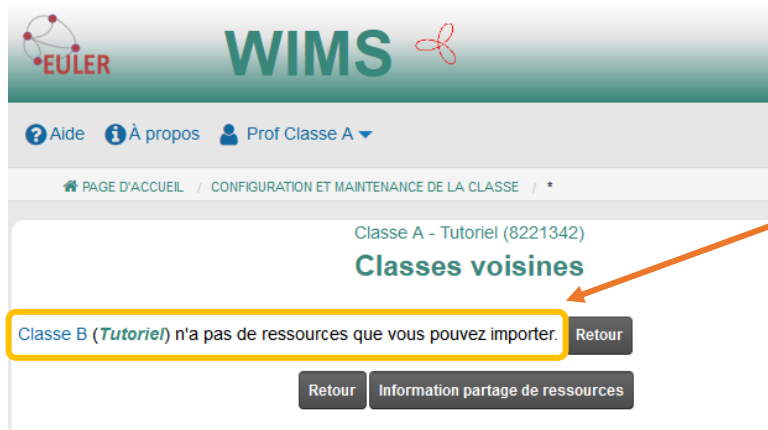 EULER
WIMS
Aide À propos Prof Classe A
PAGE D'ACCUEIL / CONFIGURATION ET MAINTENANCE DE LA CLASSE / *
Classe A - Tutoriel (8221342)
Classes voisines
Classe B (Tutoriel) n'a pas de ressources que vous pouvez importer. Retour
Retour Information partage de ressources